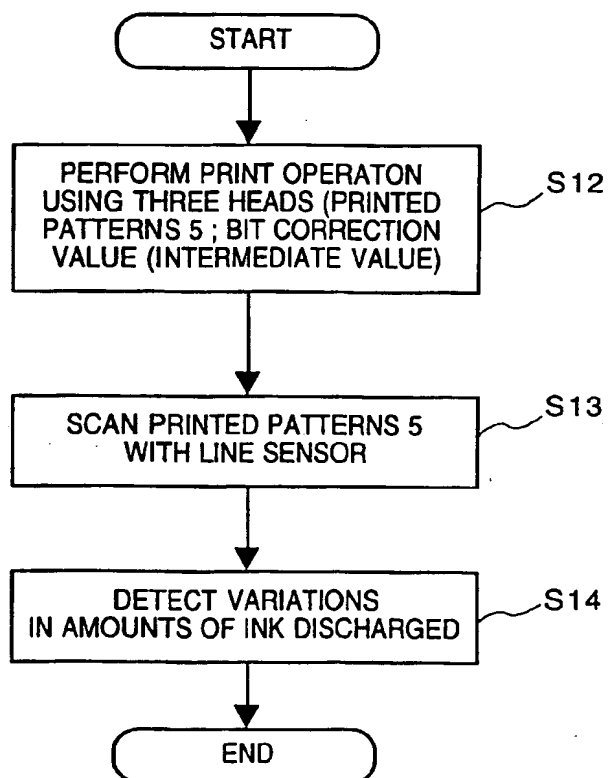 START
PERFORM PRINT OPERATON
USING THREE HEADS (PRINTED
PATTERNS 5 ; BIT CORRECTION
VALUE (INTERMEDIATE VALUE)
S12
SCAN PRINTED PATTERNS 5
WITH LINE SENSOR
S13
DETECT VARIATIONS
IN AMOUNTS OF INK DISCHARGED
S14
END